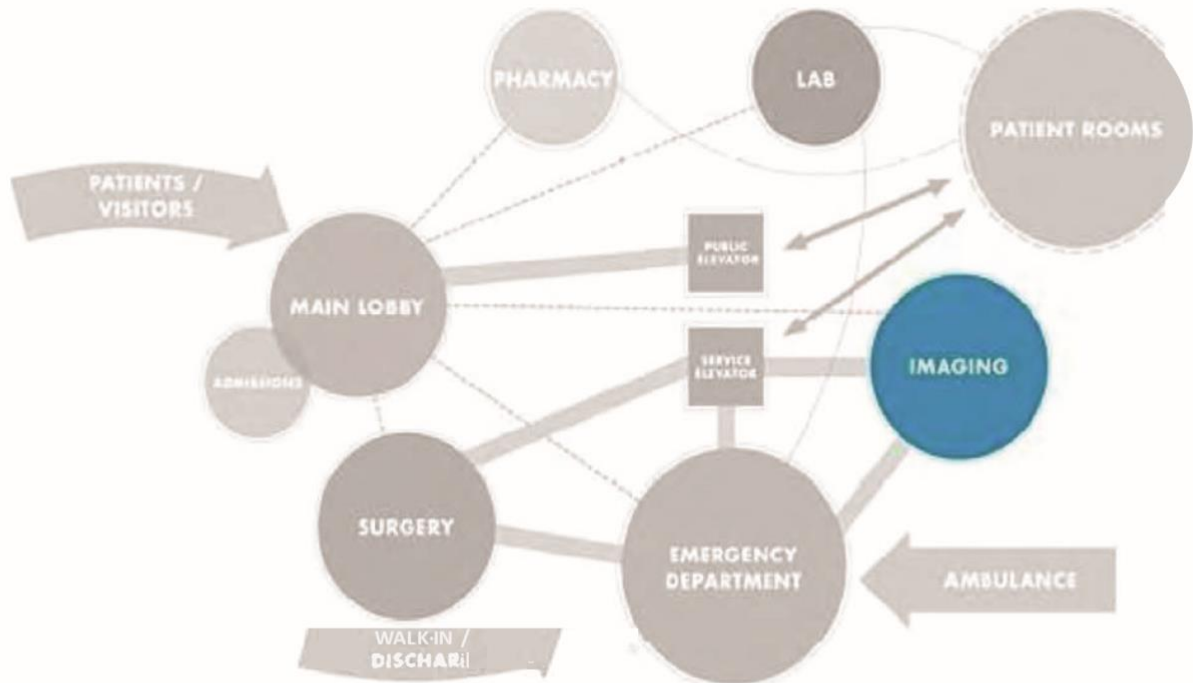 PHARMACY
LAB
PATIENT ROOMS
PATIENTS /
VISITORS
PUBLIC
ELEVATOR
MAIN LOBBY
SERVICE
ELEVATOR
IMAGING
ADMISSIONS
SURGERY
EMERGENCY
DEPARTMENT
AMBULANCE
WALK-IN /